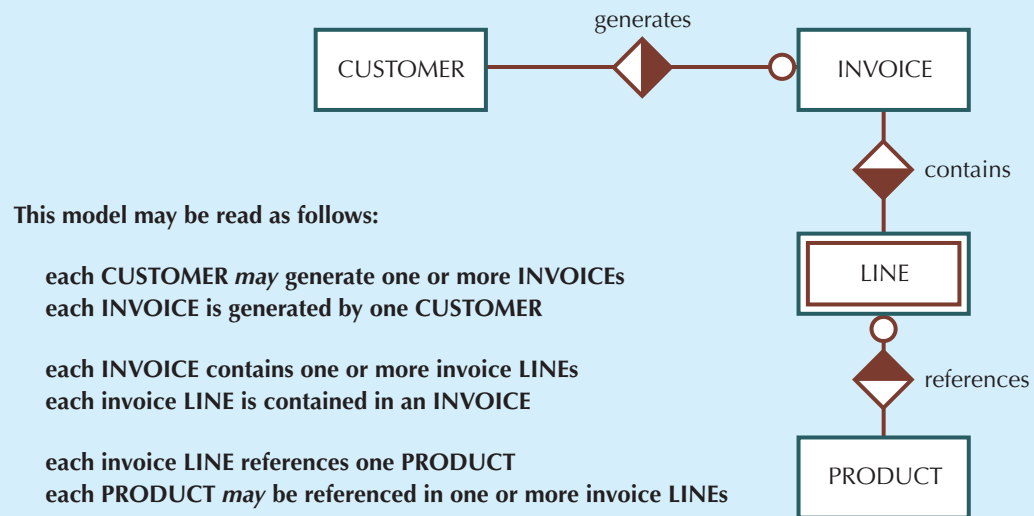 generates
CUSTOMER
INVOICE
contains
This model may be read as follows:
each CUSTOMER may generate one or more INVOICEs
LINE
each INVOICE is generated by one CUSTOMER
each INVOICE contains one or more invoice LINEs
references
each invoice LINE is contained in an INVOICE
each invoice LINE references one PRODUCT
PRODUCT
each PRODUCT may be referenced in one or more invoice LINEs